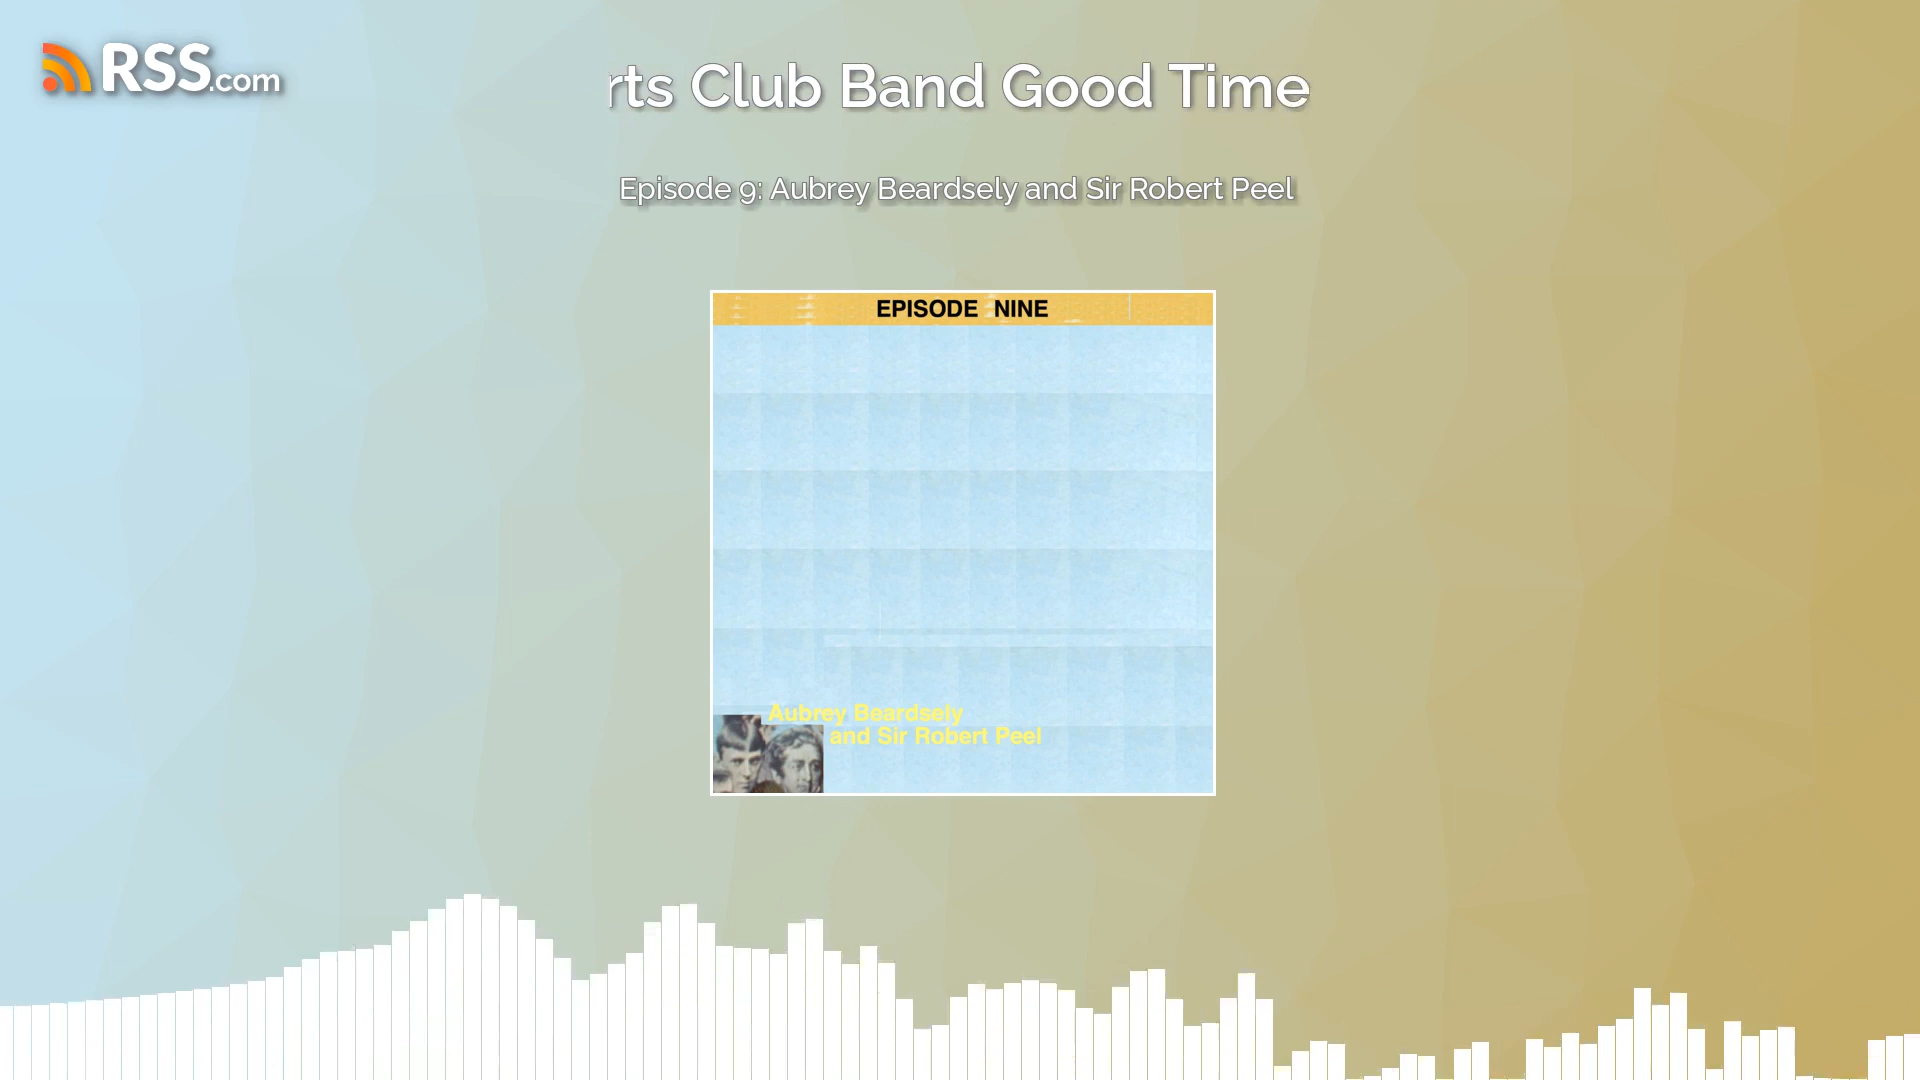 RSS.com
rts Club Band Good Time
Episode 9: Aubrey Beardsely and Sir Robert Peel
EPISODE NINE
Aubrey Beardsely
and Sir Robert Peel